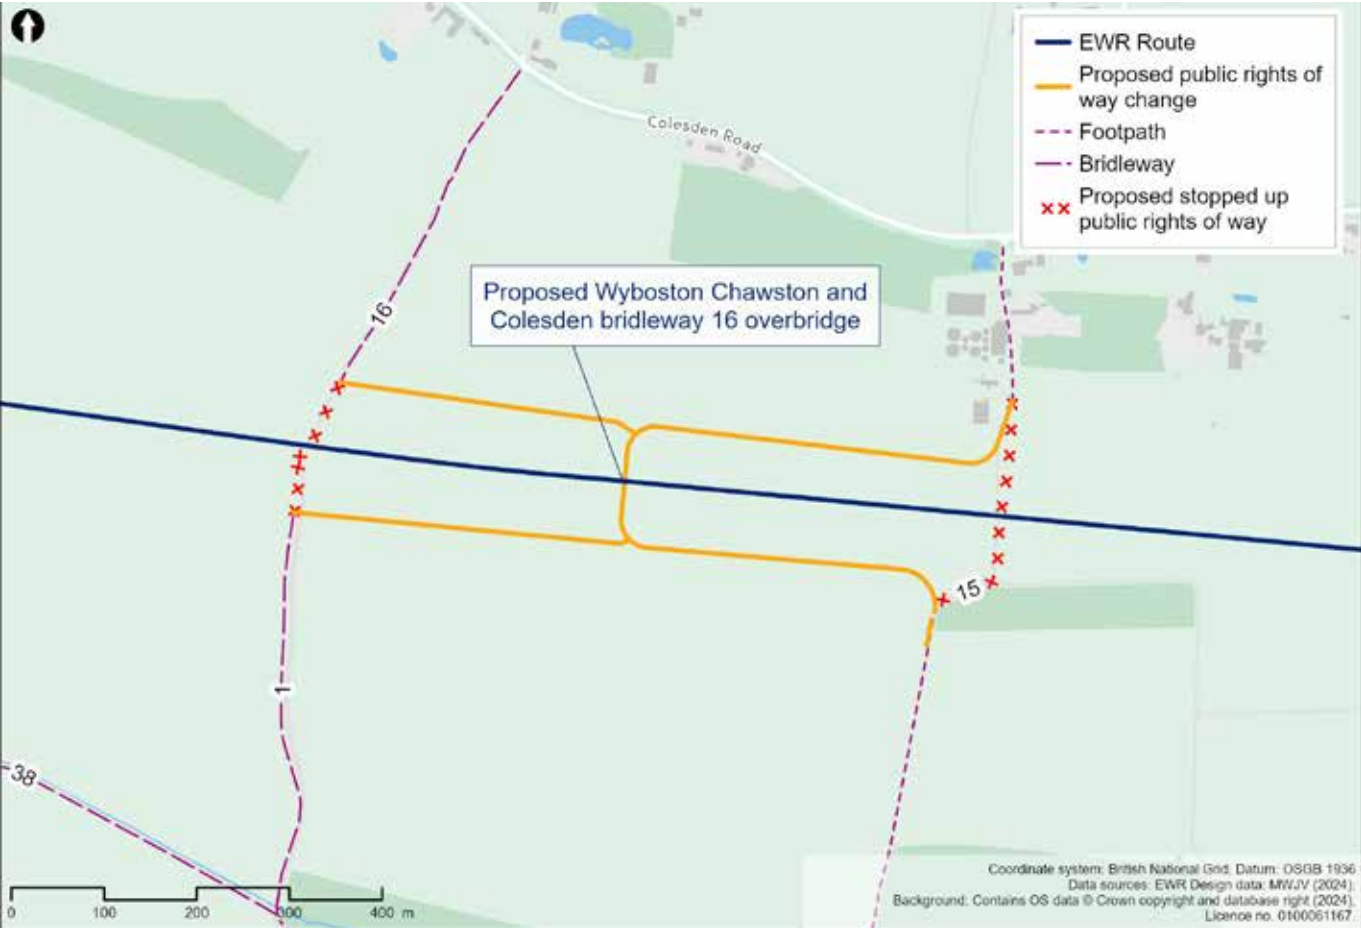 EWR Route
Proposed public rights of
way change
Footpath
Bridleway
Proposed stopped up
public rights of way
Colesden Road
Proposed Wyboston Chawston and
Colesden bridleway 16 overbridge
16
15
1
38
0 100 200 300 400 m
Coordinate system: British National Grid; Datum: OSGB 1936
Data sources: EWR Design data: MWJV (2024),
Background: Contains OS data © Crown copyright and database right (2024),
Licence no. 0100061167.